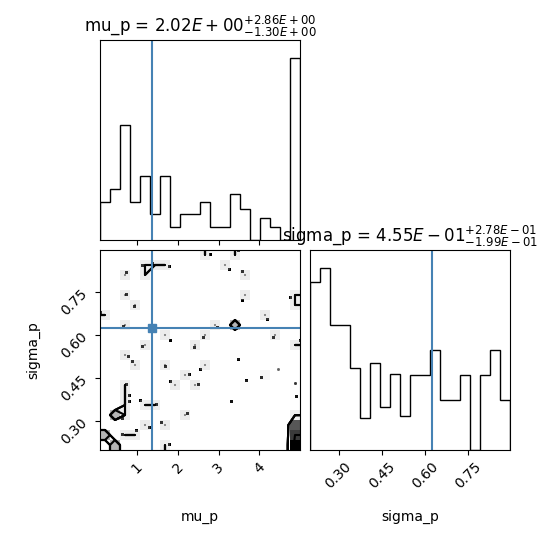 mu_p = 2.02E + 00+2.86E+00
−1.30E+00
sigma_p = 4.55E − 01+2.78E−01
−1.99E−01
0.75
0.60
0.45
0.30
sigma_p
1 2 3 4
mu_p
0.30 0.45 0.60 0.75
sigma_p